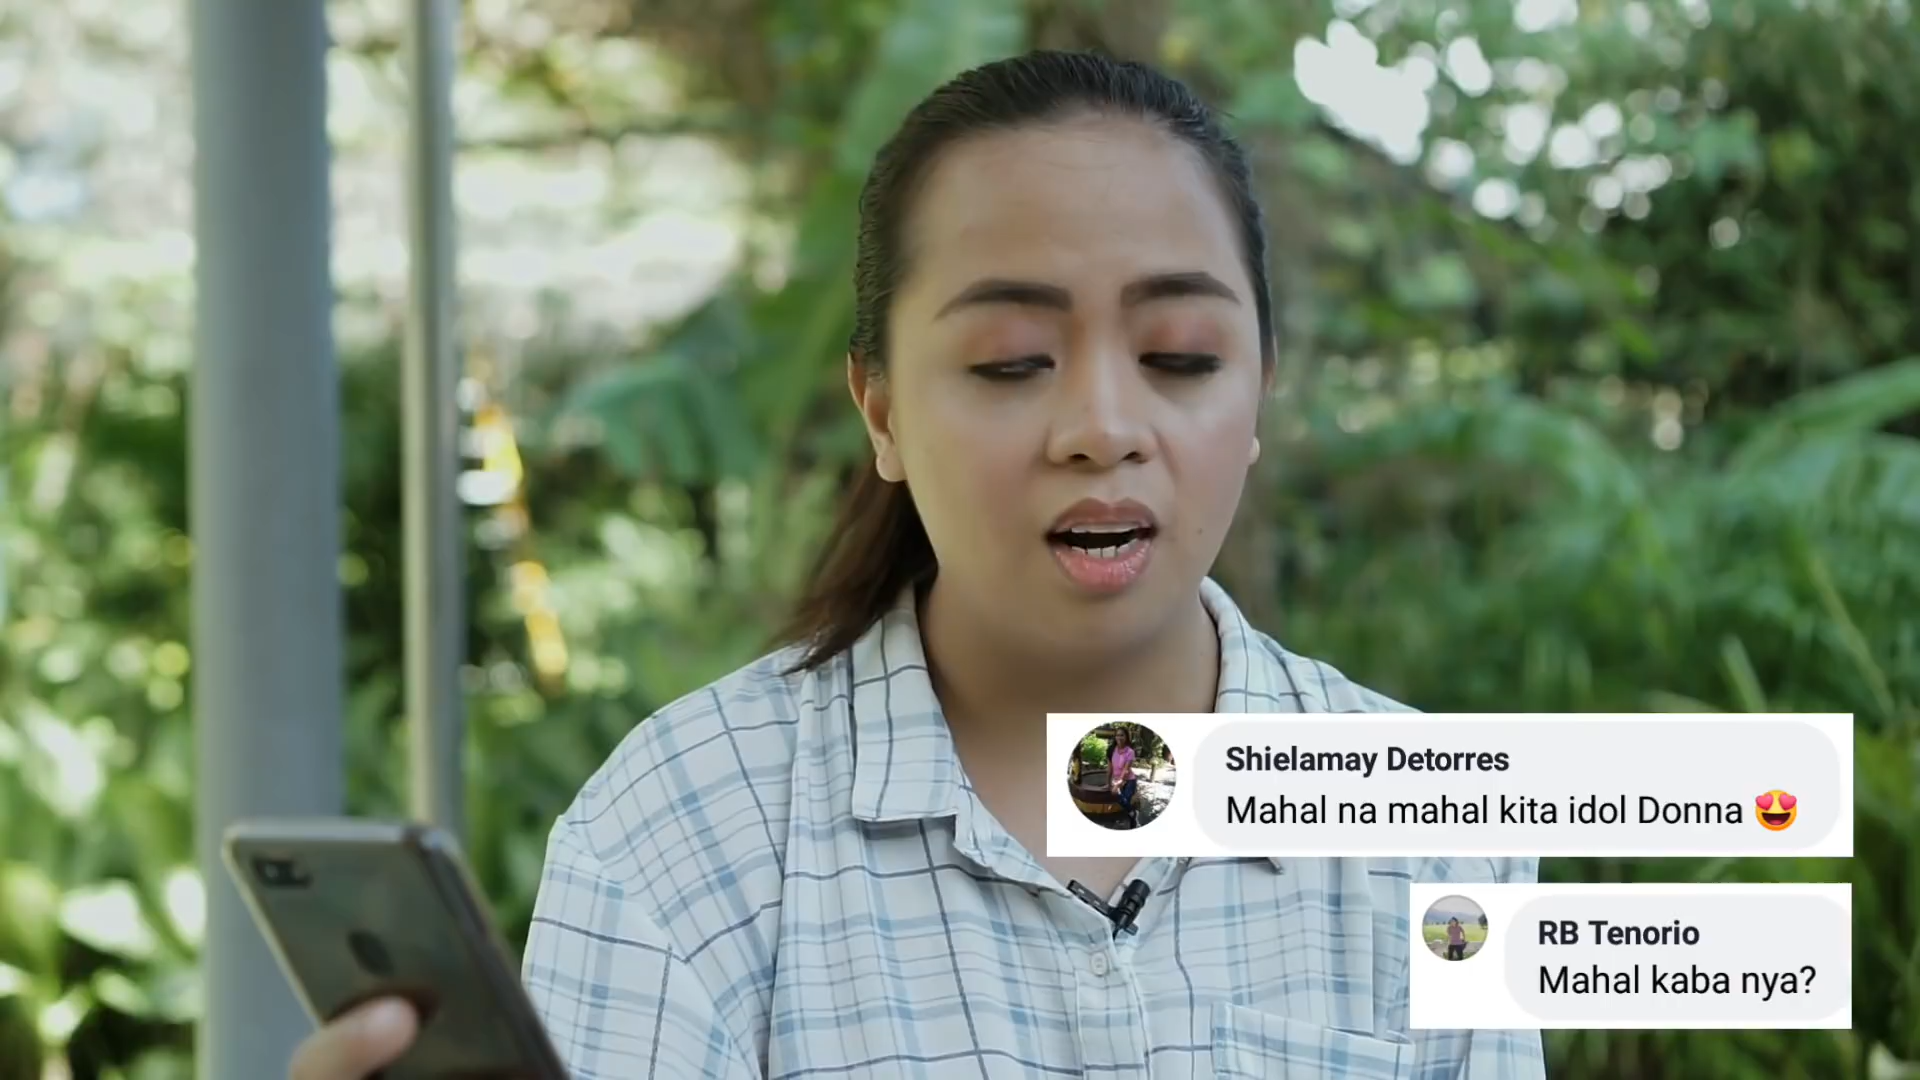 Shielamay Detorres
Mahal na mahal kita idol Donna 😍
RB Tenorio
Mahal kaba nya?